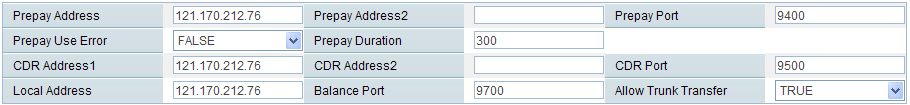 Prepay Address 121.170.212.76 Prepay Address2 Prepay Port 9400
Prepay Use Error FALSE Prepay Duration 300
CDR Address1 121.170.212.76 CDR Address2 CDR Port 9500
Local Address 121.170.212.76 Balance Port 9700 Allow Trunk Transfer TRUE